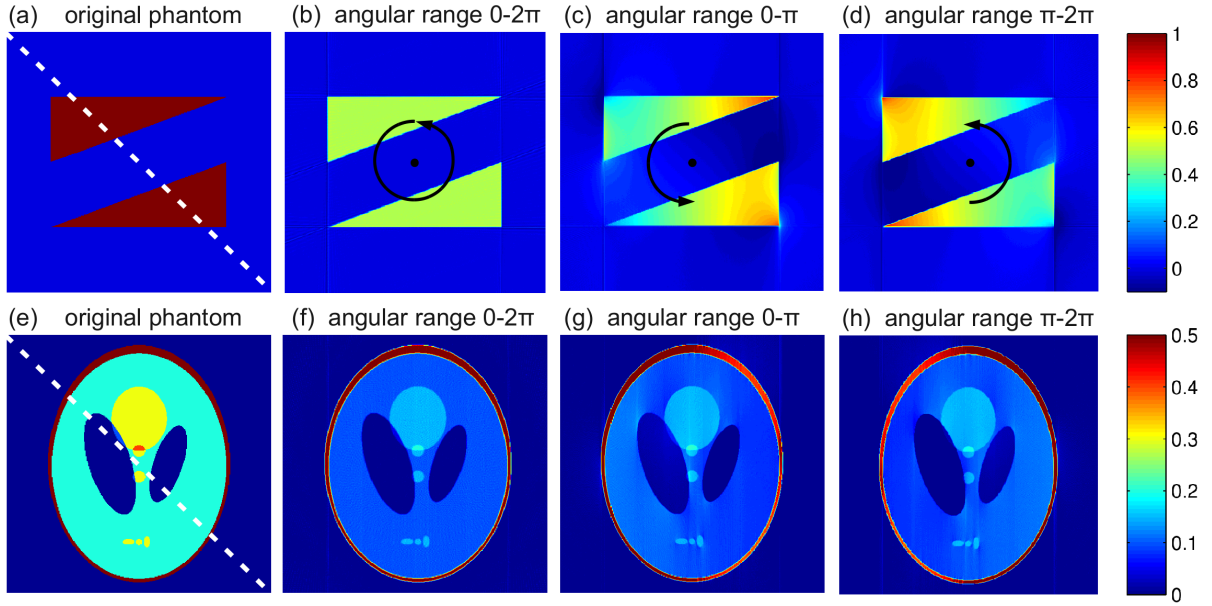 (a) original phantom
(b) angular range 0-2π
(c) angular range 0-π
(d) angular range π-2π
1
0.8
0.6
0.4
0.2
0
(e) original phantom
(f) angular range 0-2π
(g) angular range 0-π
(h) angular range π-2π
0.5
0.4
0.3
0.2
0.1
0